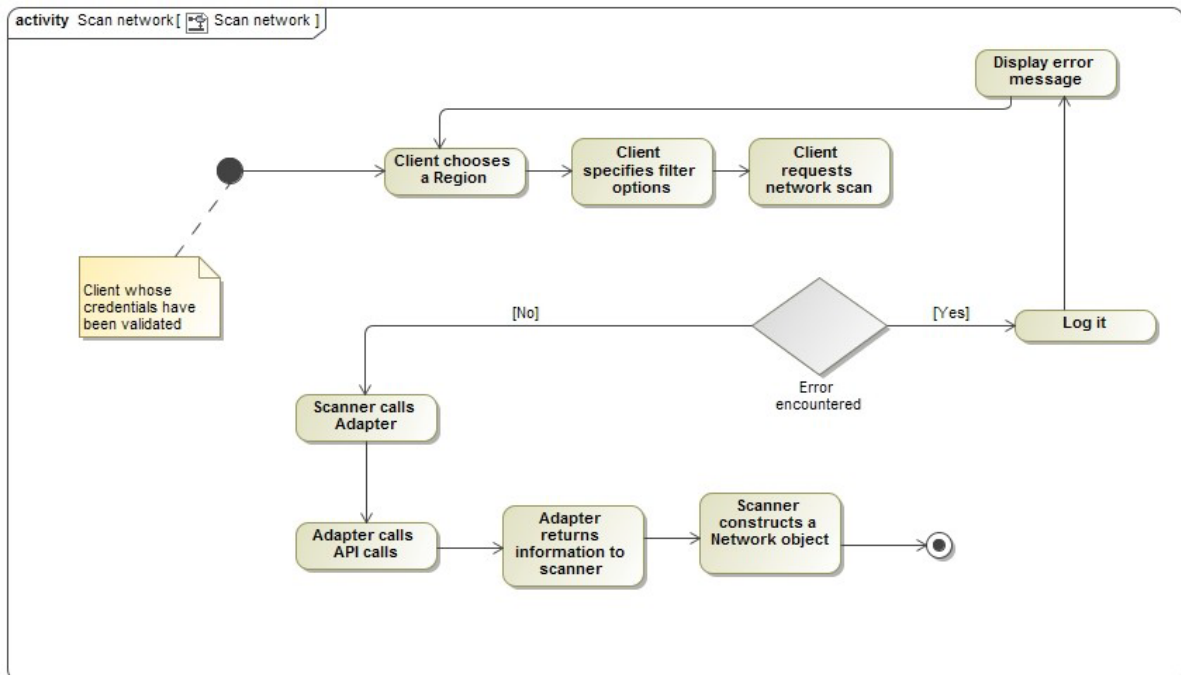 activity Scan network [ Scan network ]
Display error
message
Client chooses
a Region
Client
specifies filter
options
Client
requests
network scan
Client whose
credentials have
been validated
[No]
[Yes]
Log it
Error
encountered
Scanner calls
Adapter
Adapter calls
API calls
Adapter
returns
information to
scanner
Scanner
constructs a
Network object